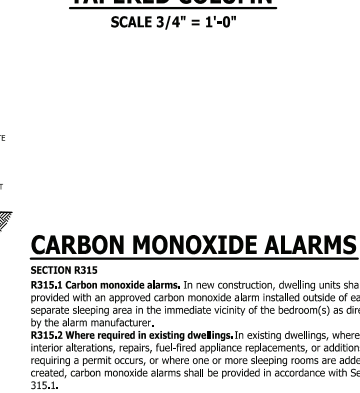 TAPERED COLUMN
SCALE 3/4" = 1'-0"
CARBON MONOXIDE ALARMS
SECTION R315
R315.1 Carbon monoxide alarms. In new construction, dwelling units sha
provided with an approved carbon monoxide alarm installed outside of ea
separate sleeping area in the immediate vicinity of the bedroom(s) as dire
by the alarm manufacturer.
R315.2 Where required in existing dwellings. In existing dwellings, where
interior alterations, repairs, fuel-fired appliance replacements, or addition
requiring a permit occurs, or where one or more sleeping rooms are adde
created, carbon monoxide alarms shall be provided in accordance with Se
315.1.